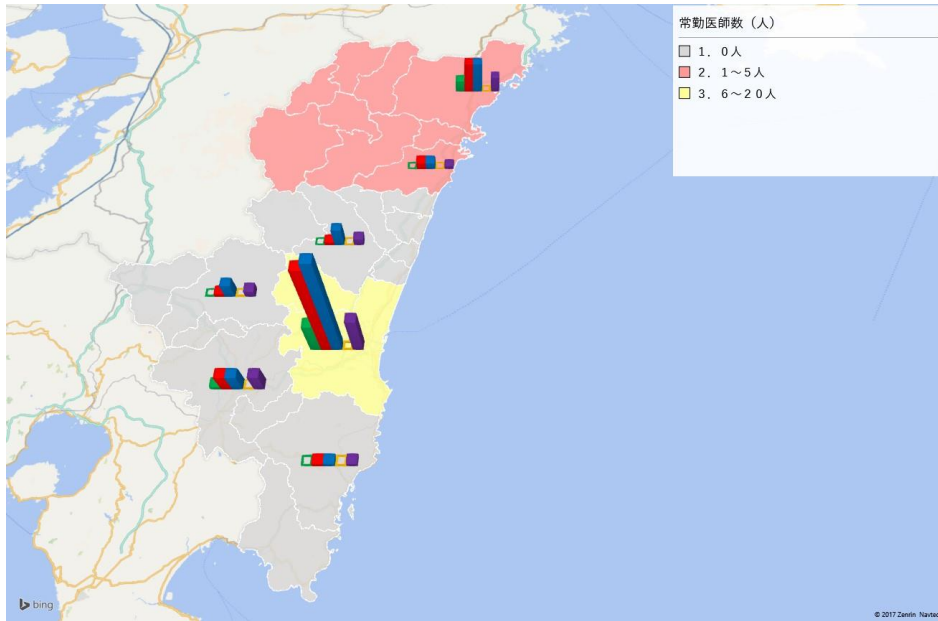 常勤医師数（人）
1．0人
2．1～5人
3．6～20人
bing
© 2017 Zenrin Navteq